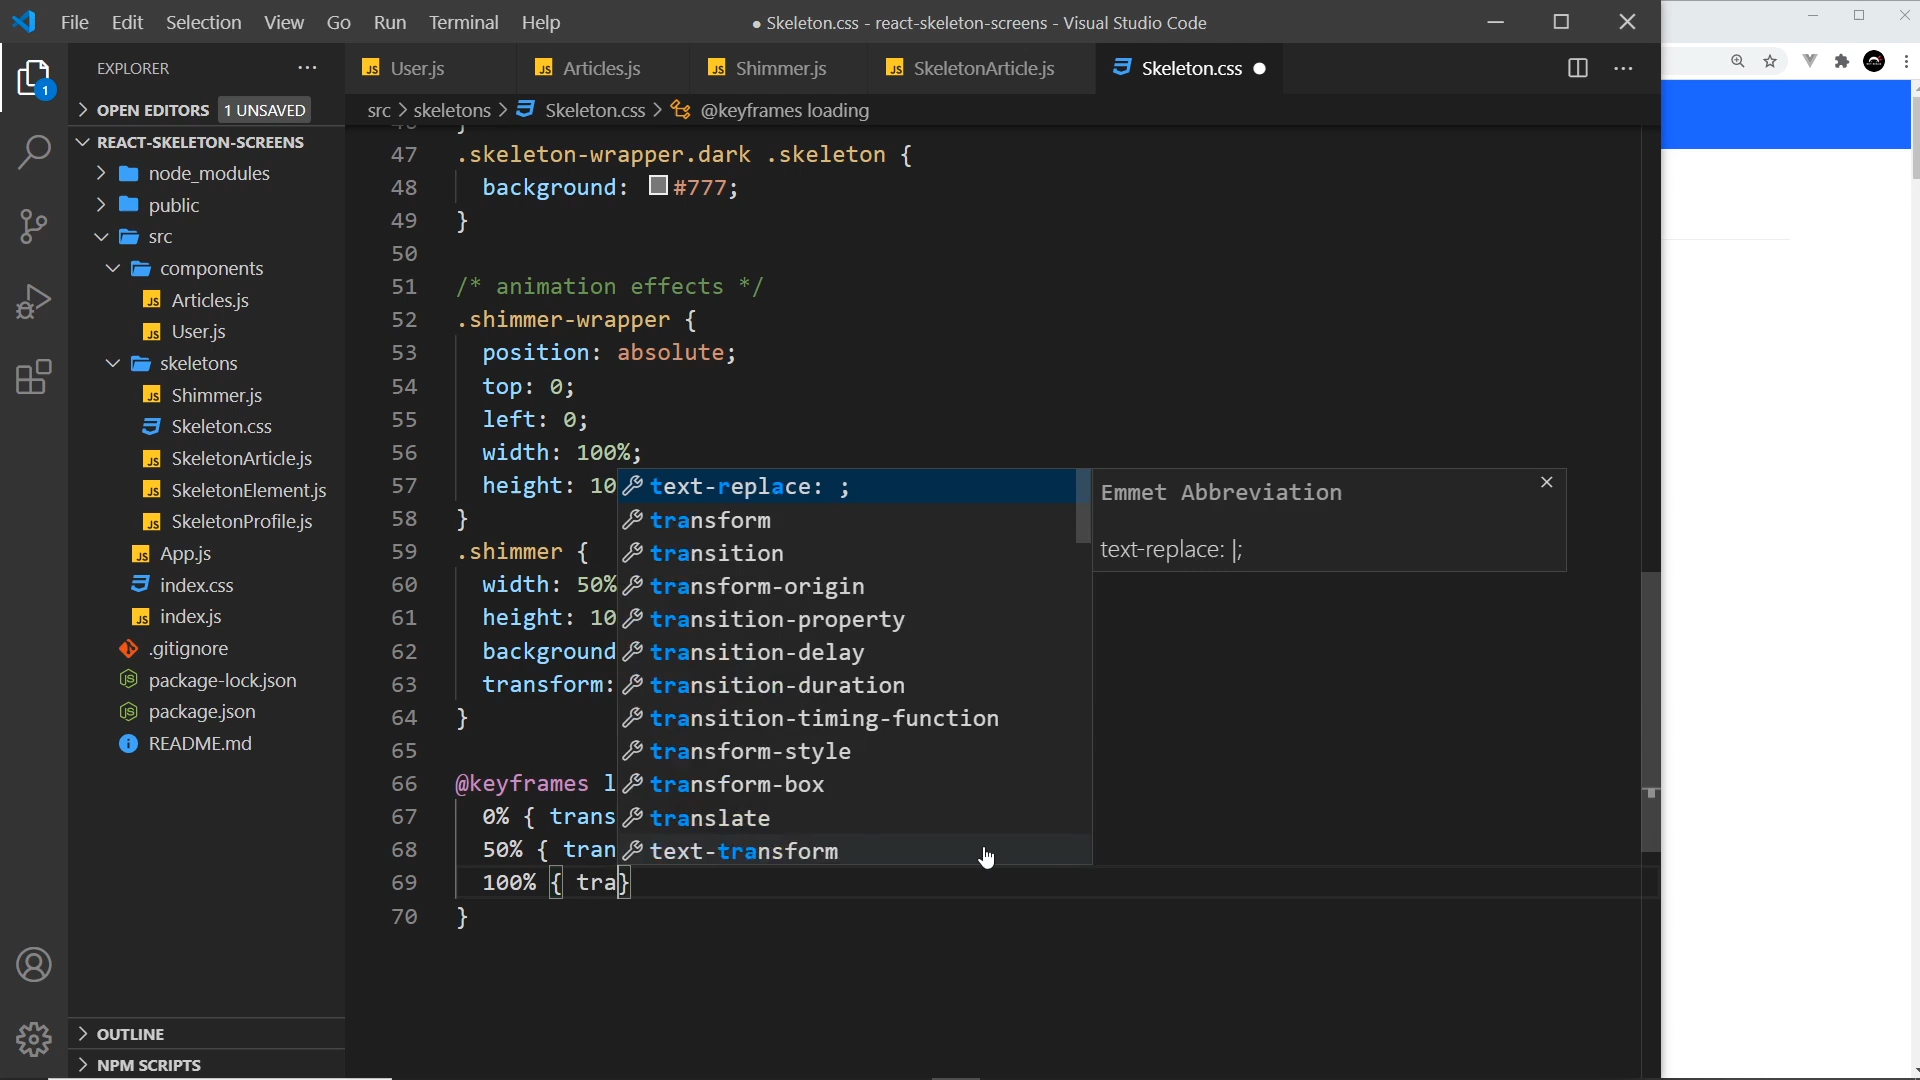 File Edit Selection View Go Run Terminal Help
● Skeleton.css - react-skeleton-screens - Visual Studio Code
EXPLORER
User.js
Articles.js
Shimmer.js
SkeletonArticle.js
Skeleton.css
OPEN EDITORS 1 UNSAVED
src > skeletons > Skeleton.css > @keyframes loading
REACT-SKELETON-SCREENS
node_modules
public
src
components
Articles.js
User.js
skeletons
Shimmer.js
Skeleton.css
SkeletonArticle.js
SkeletonElement.js
SkeletonProfile.js
App.js
index.css
index.js
.gitignore
package-lock.json
package.json
README.md
OUTLINE
NPM SCRIPTS
1
47 .skeleton-wrapper.dark .skeleton {
48 background: #777;
49 }
50
51 /* animation effects */
52 .shimmer-wrapper {
53 position: absolute;
54 top: 0;
55 left: 0;
56 width: 100%;
57 height: 10
58 }
59 .shimmer {
60 width: 50%
61 height: 10
62 background
63 transform:
64 }
65
66 @keyframes l
67 0% { trans
68 50% { tran
69 100% { tra}
70 }
text-replace: ;
transform
transition
transform-origin
transition-property
transition-delay
transition-duration
transition-timing-function
transform-style
transform-box
translate
text-transform
Emmet Abbreviation
text-replace: |;